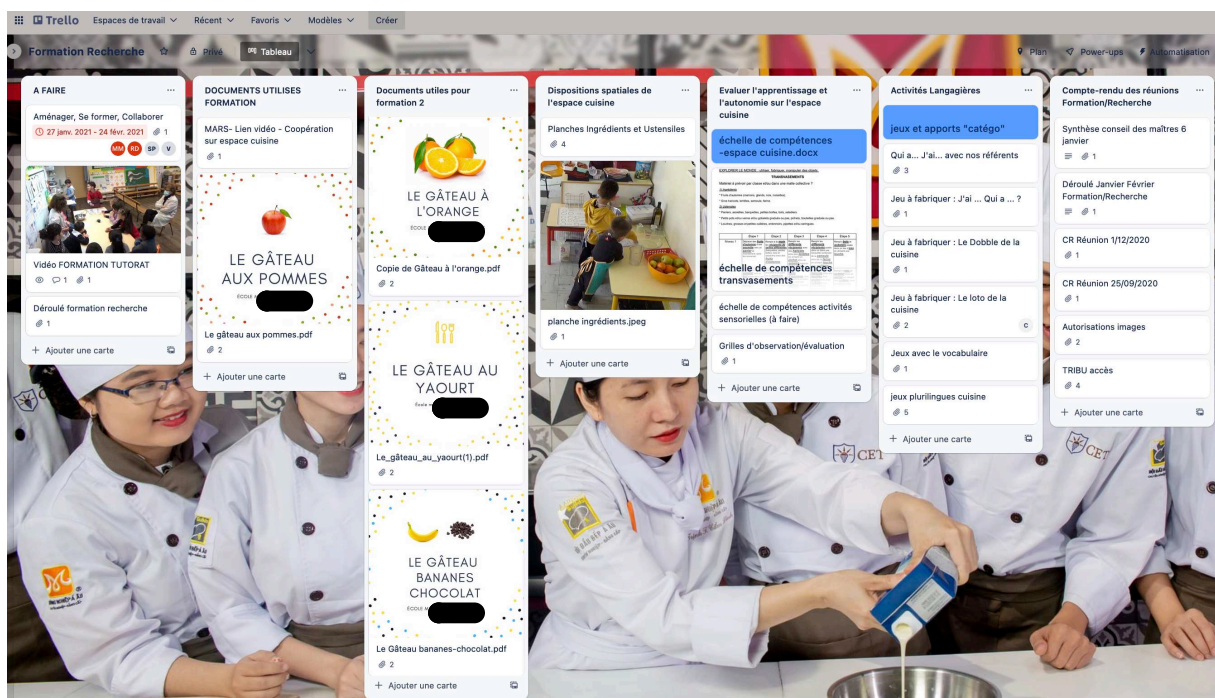 Trello
Espaces de travail
Récent
Favoris
Modèles
Créer
Formation Recherche
Privé
Tableau
Plan
Power-ups
Automatisation
A FAIRE
Aménager, Se former, Collaborer
27 janv. 2021 - 24 févr. 2021
1
MM
RD
SP
V
Vidéo FORMATION TUTORAT
1
1
Déroulé formation recherche
1
+ Ajouter une carte
DOCUMENTS UTILISES
FORMATION
MARS- Lien vidéo - Coopération
sur espace cuisine
1
LE GÂTEAU
AUX POMMES
Le gâteau aux pommes.pdf
2
+ Ajouter une carte
Documents utiles pour
formation 2
LE GÂTEAU À
L'ORANGE
ÉCOLE
Copie de Gâteau à l'orange.pdf
2
LE GÂTEAU AU
YAOURT
École
Le_gâteau_au_yaourt(1).pdf
2
LE GÂTEAU
BANANES
CHOCOLAT
ÉCOLE
Le Gâteau bananes-chocolat.pdf
2
+ Ajouter une carte
Dispositions spatiales de
l'espace cuisine
Planches Ingrédients et Ustensiles
4
planche ingrédients.jpeg
1
+ Ajouter une carte
Evaluer l'apprentissage et
l'autonomie sur l'espace
cuisine
échelle de compétences
-espace cuisine.docx
TRANSVASEMENTS
échelle de compétences
transvasements
échelle de compétences activités
sensorielles (à faire)
Grilles d'observation/évaluation
1
+ Ajouter une carte
Activités Langagières
jeux et apports "catégo"
Qui a... J'ai... avec nos référents
3
Jeu à fabriquer : J'ai ... Qui a ... ?
1
Jeu à fabriquer : Le Dobble de la
cuisine
1
Jeu à fabriquer : Le loto de la
cuisine
2
C
Jeux avec le vocabulaire
1
jeux plurilingues cuisine
5
+ Ajouter une carte
Compte-rendu des réunions
Formation/Recherche
Synthèse conseil des maîtres 6
janvier
1
Déroulé Janvier Février
Formation/Recherche
1
CR Réunion 1/12/2020
1
CR Réunion 25/09/2020
1
Autorisations images
2
TRIBU accès
4
+ Ajouter une carte
CET